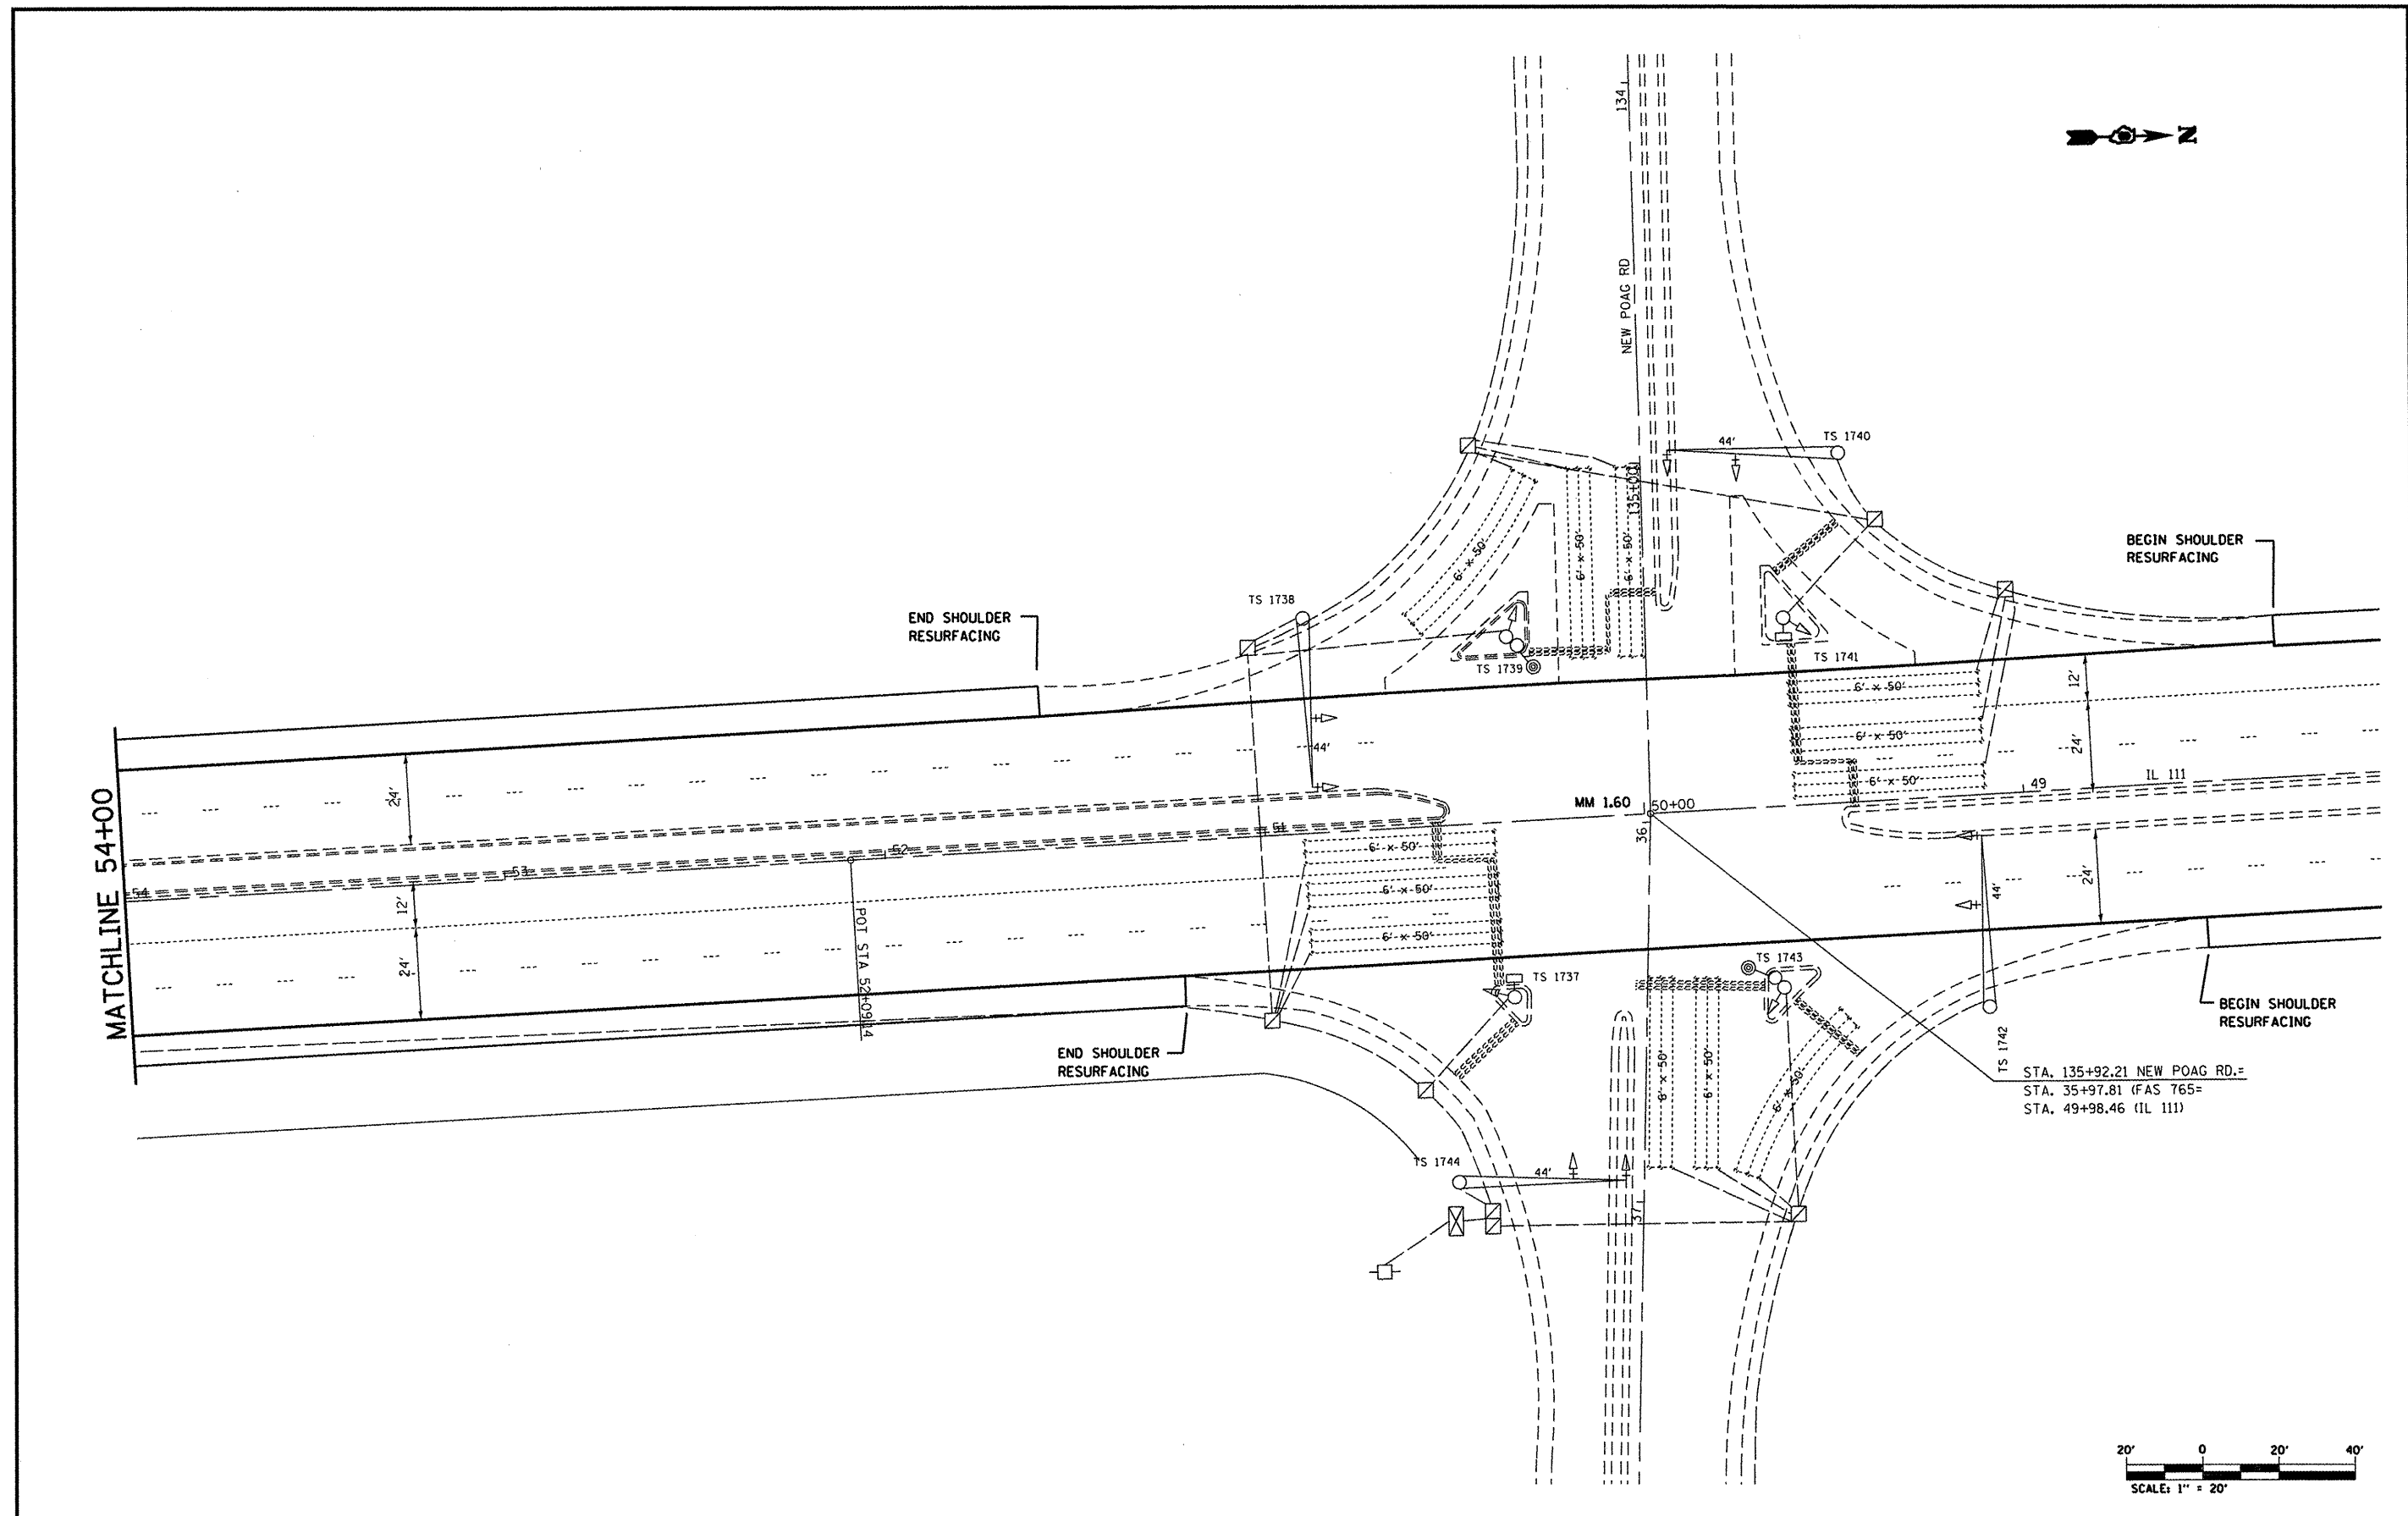 134
N
NEW POAG RD
44'
TS 1740
135+00
6' x 50'
6' x 50'
6' x 50'
BEGIN SHOULDER
RESURFACING
TS 1738
END SHOULDER
RESURFACING
TS 1739
TS 1741
6' x 50'
12'
44'
6' x 50'
24'
6' x 50'
49
IL 111
24'
MM 1.60
50+00
36
MATCHLINE 54+00
51
52
53
54
6' x 50'
6' x 50'
6' x 50'
12'
24'
POT STA 52+09.14
44'
24'
TS 1737
TS 1743
TS 1742
BEGIN SHOULDER
RESURFACING
END SHOULDER
RESURFACING
6' x 50'
6' x 50'
6' x 50'
STA. 135+92.21 NEW POAG RD.=
STA. 35+97.81 (FAS 765=
STA. 49+98.46 (IL 111)
TS 1744
44'
37
20' 0 20' 40'
SCALE: 1" = 20'